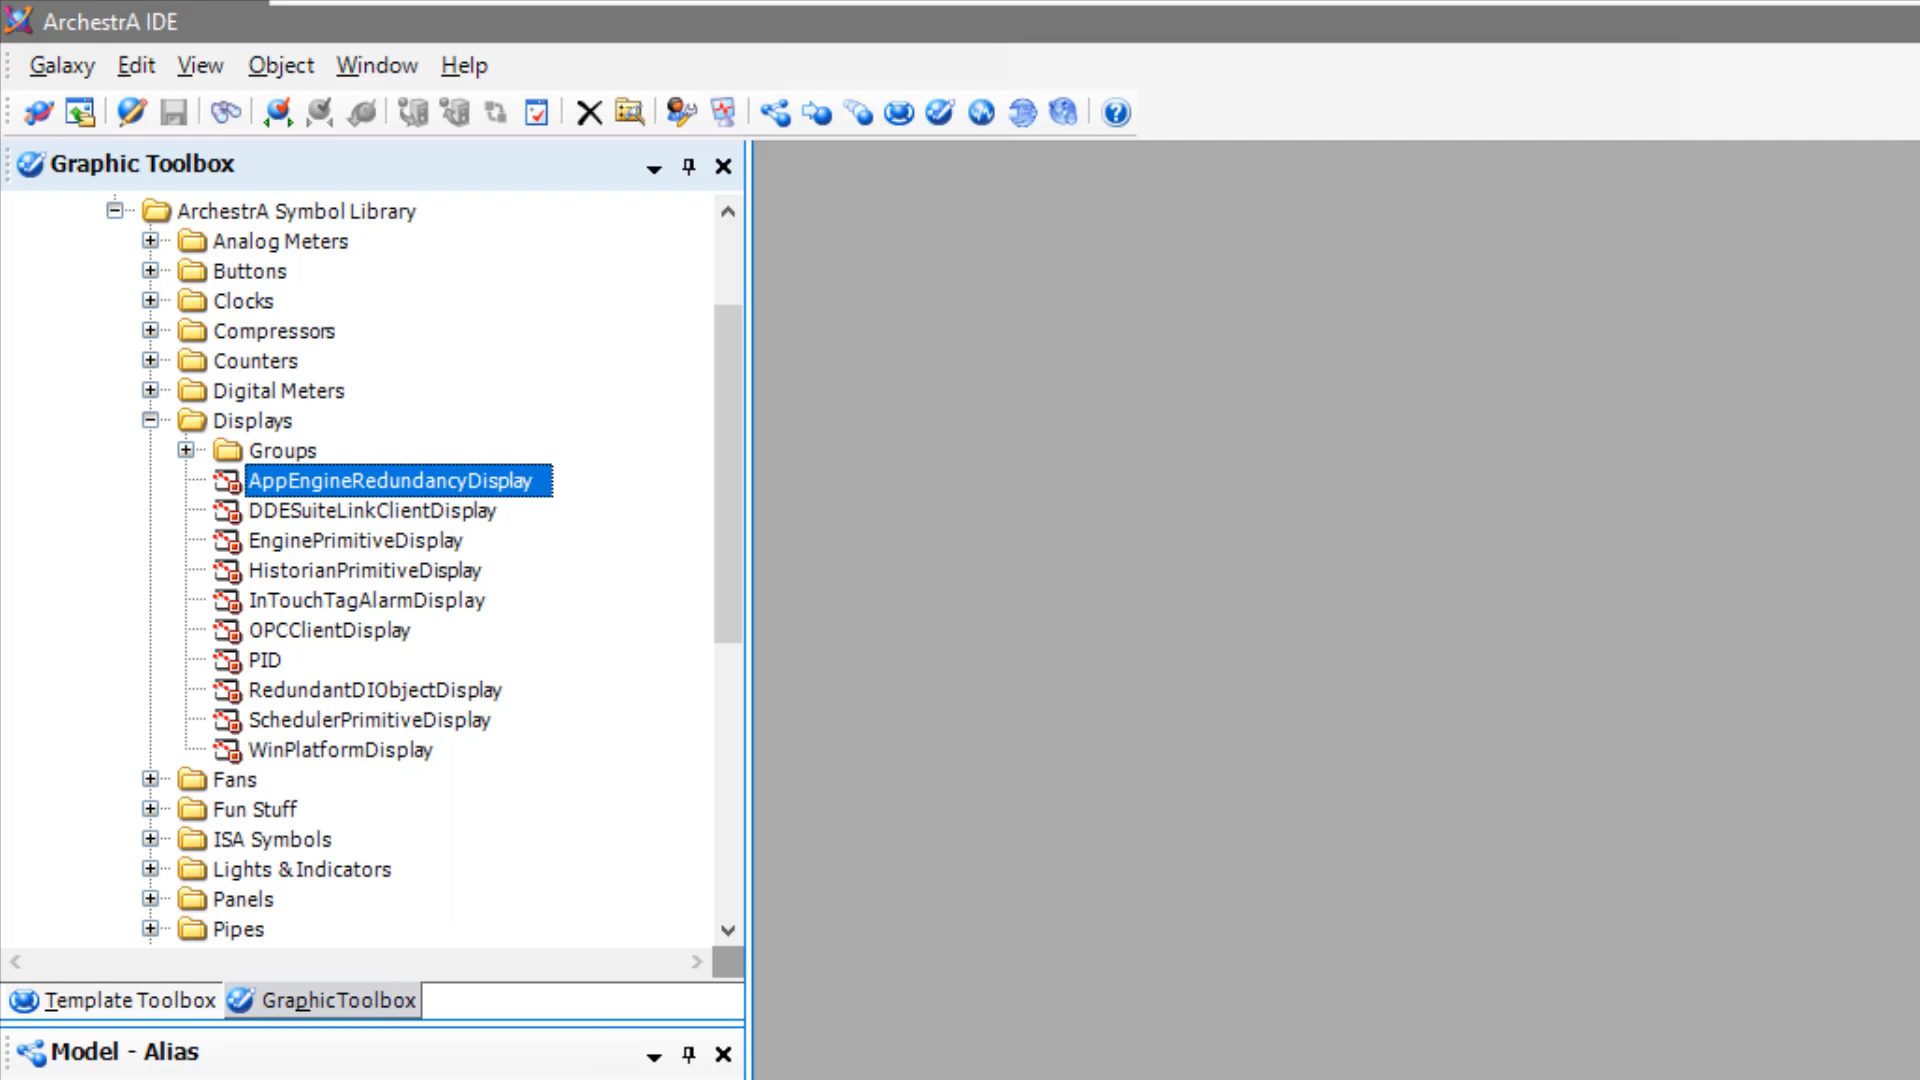 ArchestrA IDE
Galaxy Edit View Object Window Help
Graphic Toolbox
ArchestrA Symbol Library
Analog Meters
Buttons
Clocks
Compressors
Counters
Digital Meters
Displays
Groups
AppEngineRedundancyDisplay
DDESuiteLinkClientDisplay
EnginePrimitiveDisplay
HistorianPrimitiveDisplay
InTouchTagAlarmDisplay
OPCClientDisplay
PID
RedundantDIObjectDisplay
SchedulerPrimitiveDisplay
WinPlatformDisplay
Fans
Fun Stuff
ISA Symbols
Lights & Indicators
Panels
Pipes
Template Toolbox Graphic Toolbox
Model - Alias